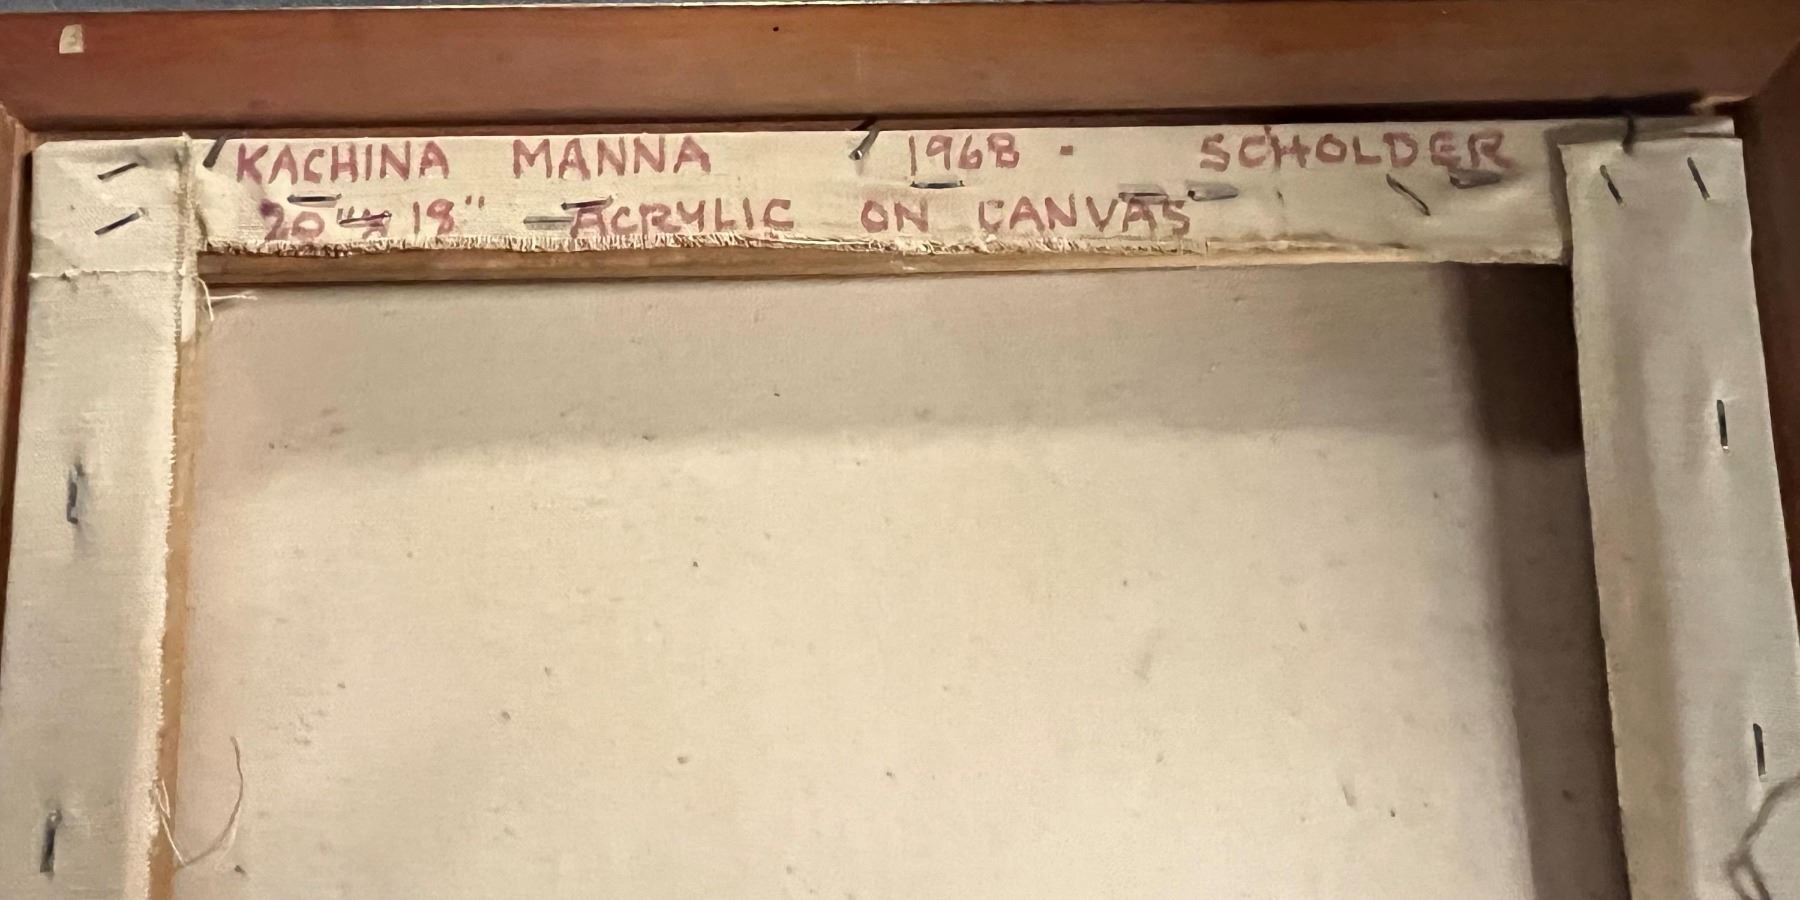 KACHINA MANNA 1968 - SCHOLDER
20" x 18" - ACRYLIC ON CANVAS